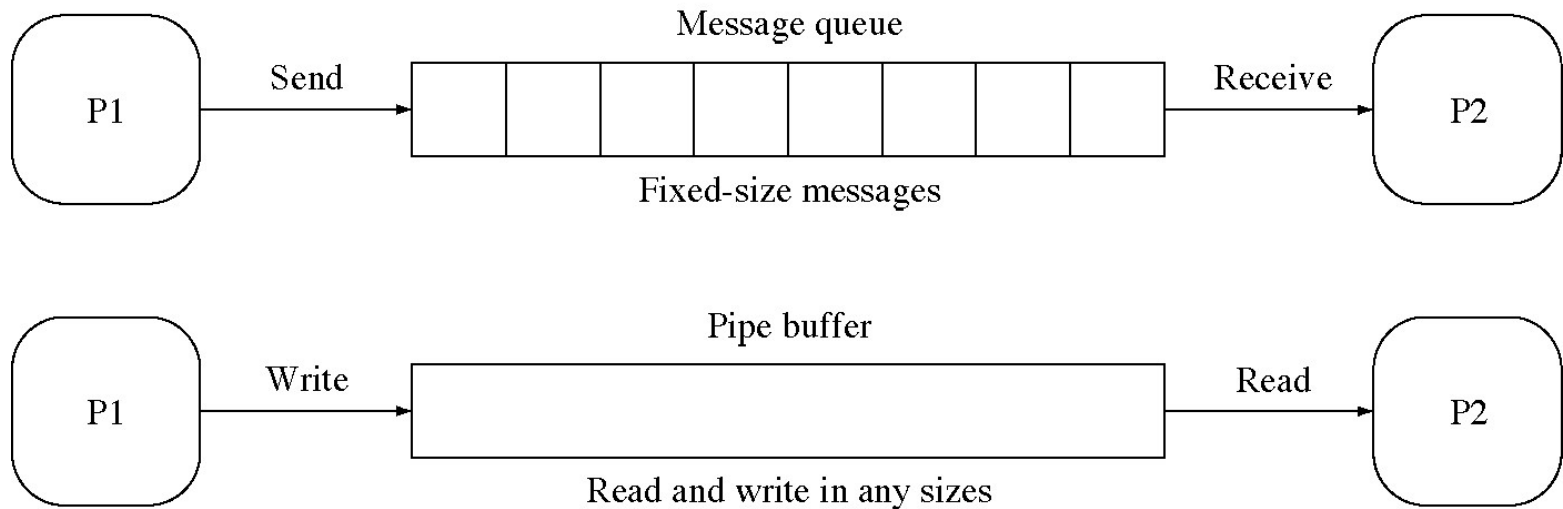 Message queue
P1
Send
Receive
P2
Fixed-size messages
Pipe buffer
P1
Write
Read
P2
Read and write in any sizes